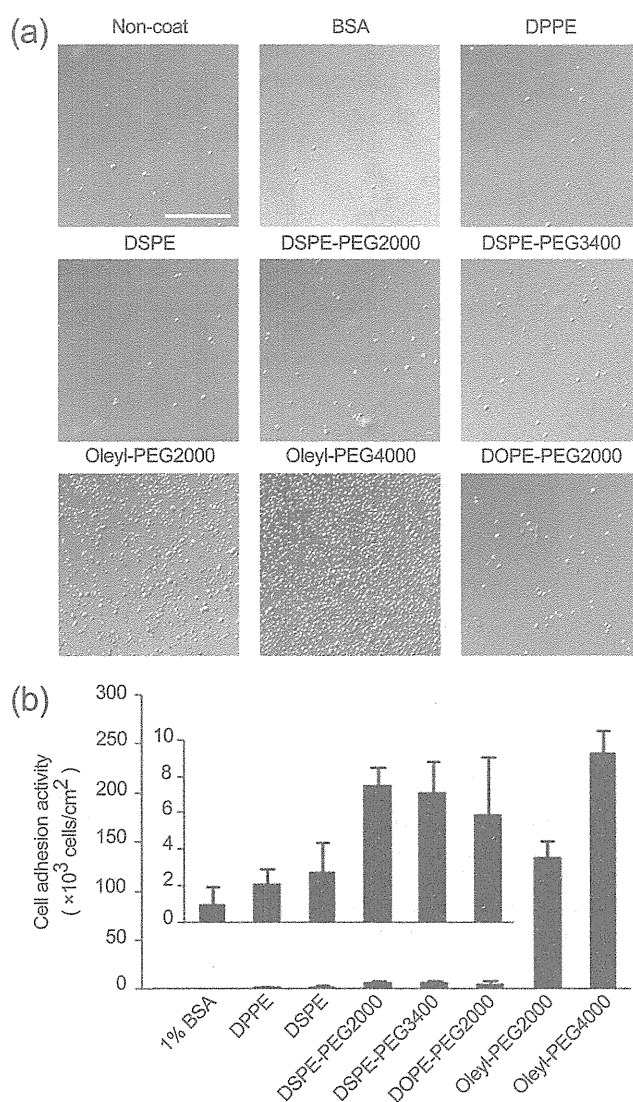 (a)
Non-coat BSA DPPE
DSPE DSPE-PEG2000 DSPE-PEG3400
Oleyl-PEG2000 Oleyl-PEG4000 DOPE-PEG2000
(b)
Cell adhesion activity
( ×10³ cells/cm²)
300
250
200
150
100
50
0
10
8
6
4
2
0
1% BSA
DPPE
DSPE
DSPE-PEG2000
DSPE-PEG3400
DOPE-PEG2000
Oleyl-PEG2000
Oleyl-PEG4000